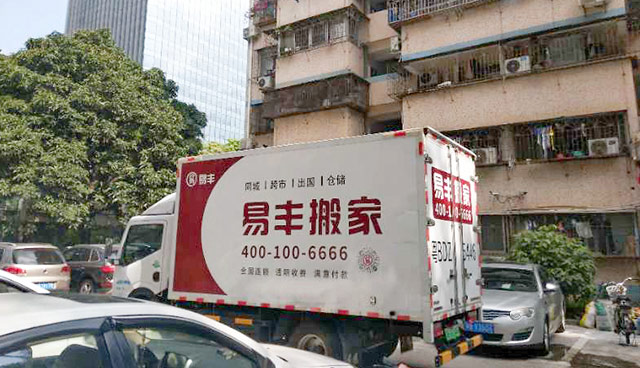 易丰
同城 | 跨市 | 出国 | 仓储
易丰搬家
400-100-6666
全国连锁 透明收费 满意付款
易丰搬家
400-100-6666